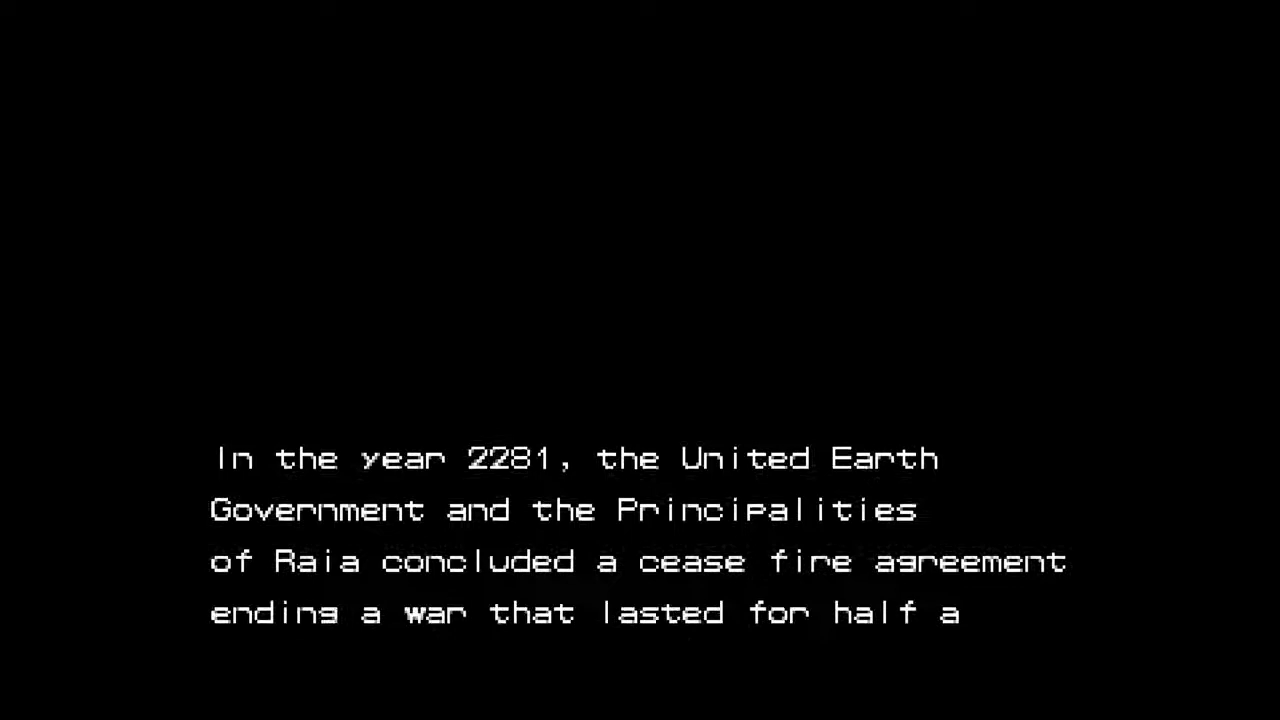 In the year 2281, the United Earth
Government and the Principalities
of Raia concluded a cease fire agreement
ending a war that lasted for half a